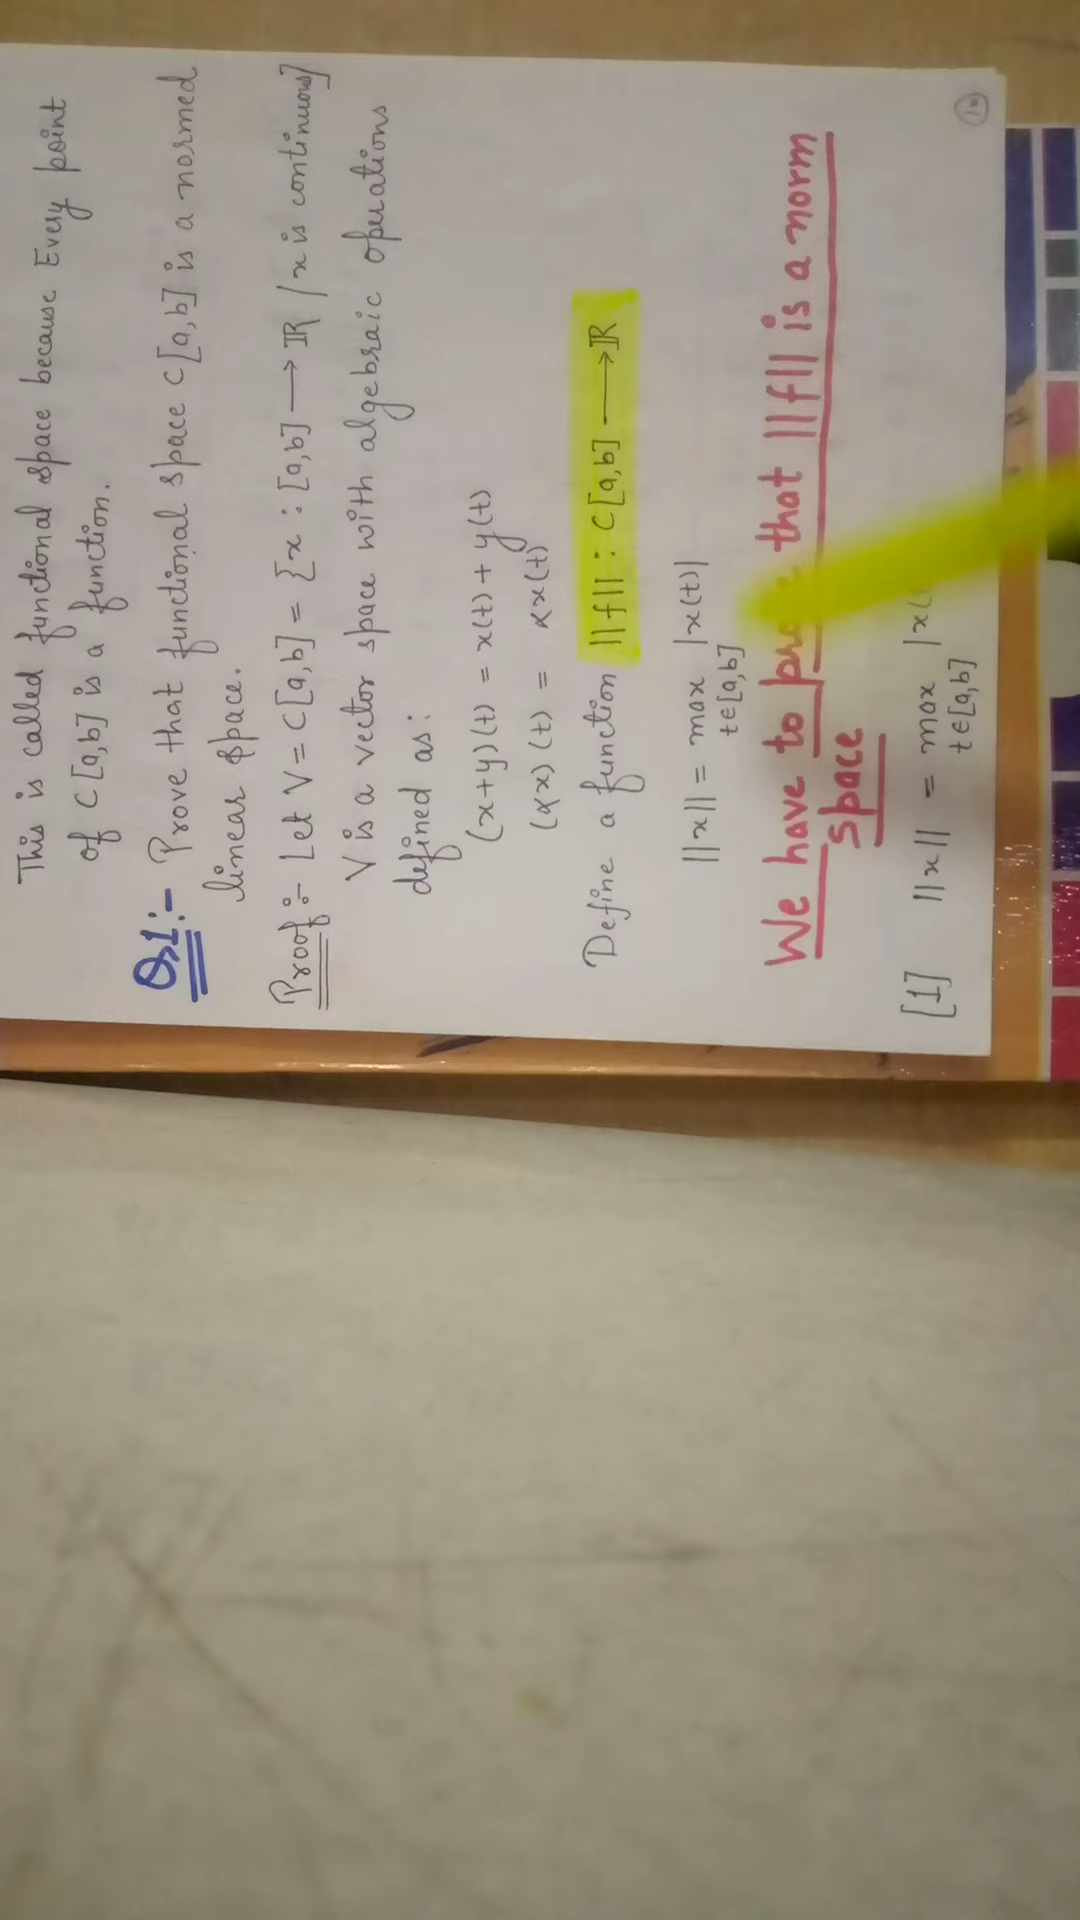 This is called functional space because Every point
of C[a,b] is a function.
Q.1:- Prove that functional space C[a,b] is a normed
linear space.
Proof:- Let V = C[a,b] = {x : [a,b] ⟶ ℝ / x is continuous}
V is a vector space with algebraic operations
defined as:
(x+y)(t) = x(t) + y(t)
(αx)(t) = αx(t)
Define a function ||f|| : C[a,b] ⟶ ℝ
||x|| = max |x(t)|
t∈[a,b]
We have to that ||f|| is a norm
space
[1] ||x|| = max |x(
t∈[a,b]